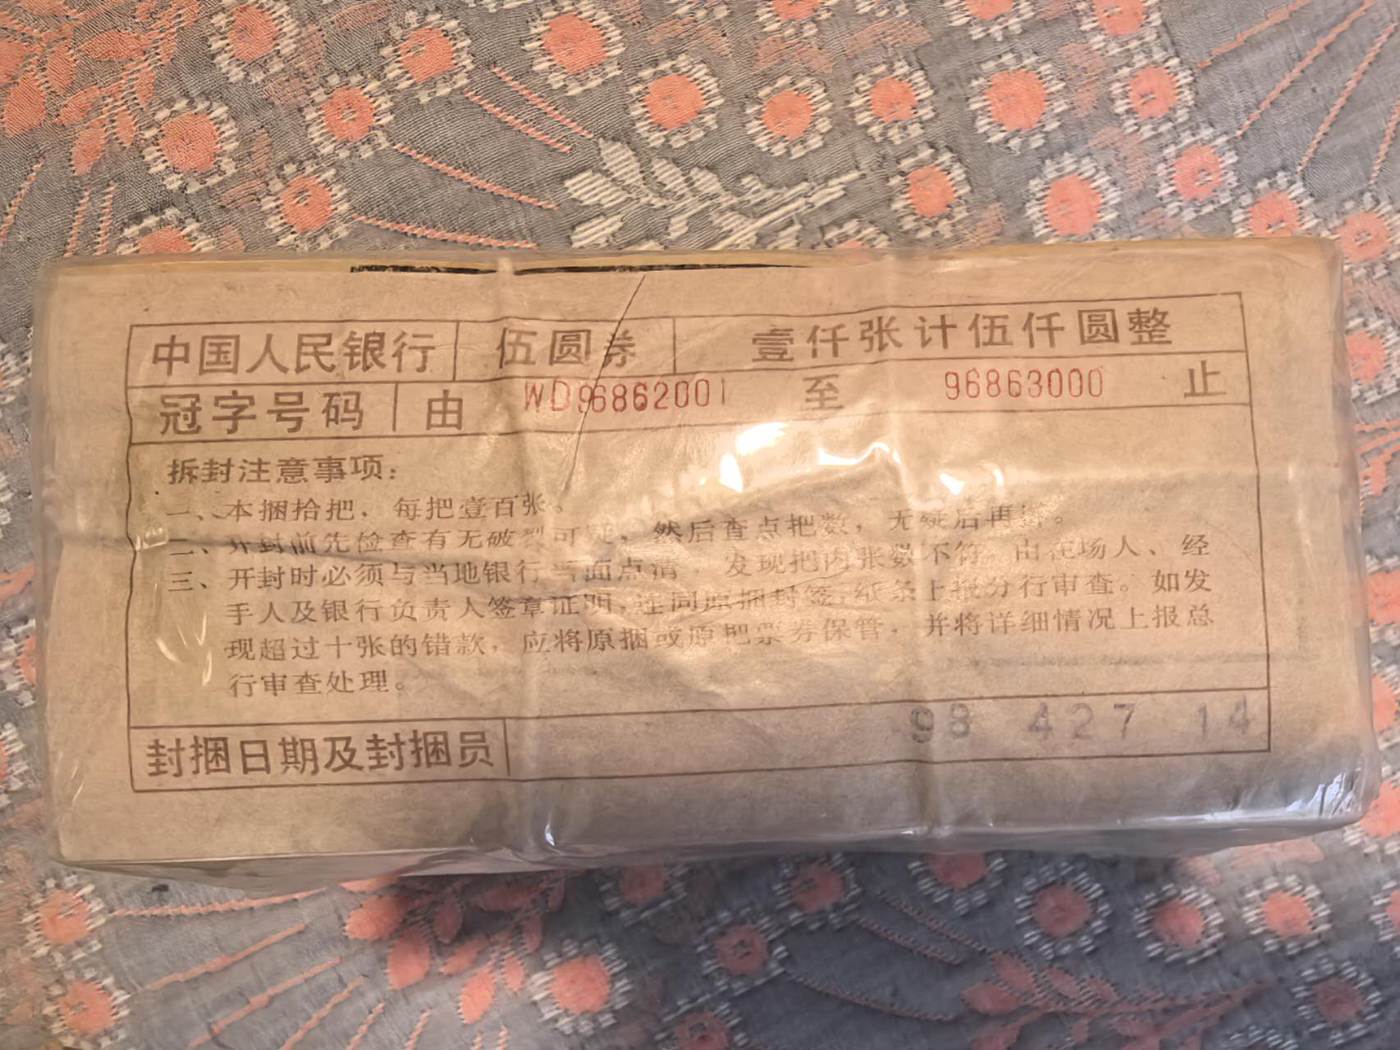 中国人民银行 伍圆券 壹仟张计伍仟圆整
冠字号码 由 WD96862001 至 96863000 止
拆封注意事项：
一、本捆拾把，每把壹百张。
二、开封前先检查有无破裂可疑，然后查点把数，无疑后再拆。
三、开封时必须与当地银行当面点清，发现把内张数不符，由在场人、经
手人及银行负责人签章证明，连同原捆封签，纸条上报分行审查。如发
现超过十张的错款，应将原捆或原把票券保管，并将详细情况上报总
行审查处理。
封捆日期及封捆员 98 427 14